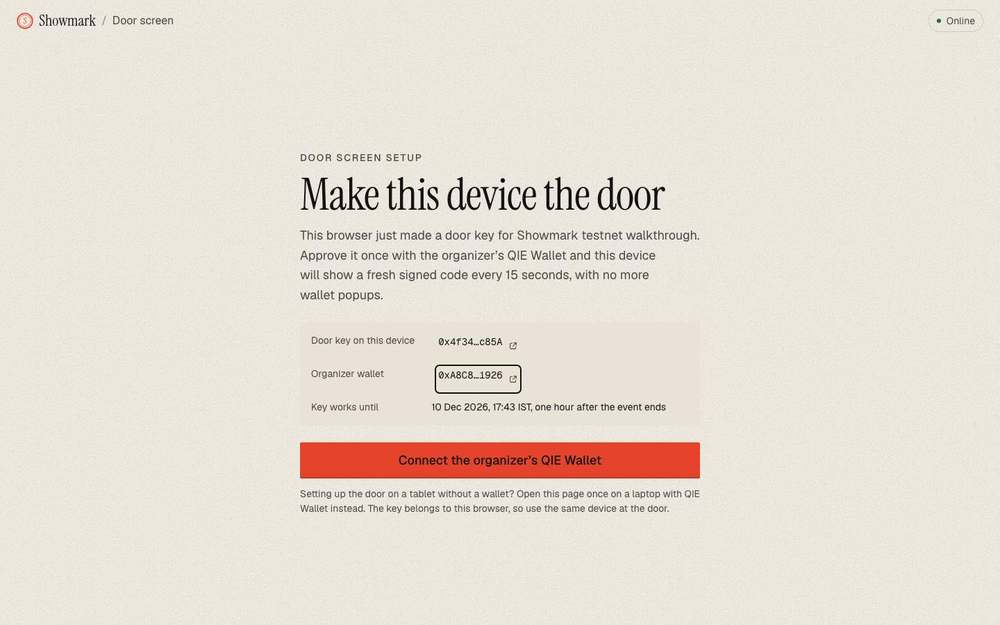 Showmark / Door screen
Online
DOOR SCREEN SETUP
Make this device the door
This browser just made a door key for Showmark testnet walkthrough.
Approve it once with the organizer’s QIE Wallet and this device
will show a fresh signed code every 15 seconds, with no more
wallet popups.
Door key on this device 0x4f34…c85A
Organizer wallet 0xA8C8…1926
Key works until 10 Dec 2026, 17:43 IST, one hour after the event ends
Connect the organizer’s QIE Wallet
Setting up the door on a tablet without a wallet? Open this page once on a laptop with QIE
Wallet instead. The key belongs to this browser, so use the same device at the door.